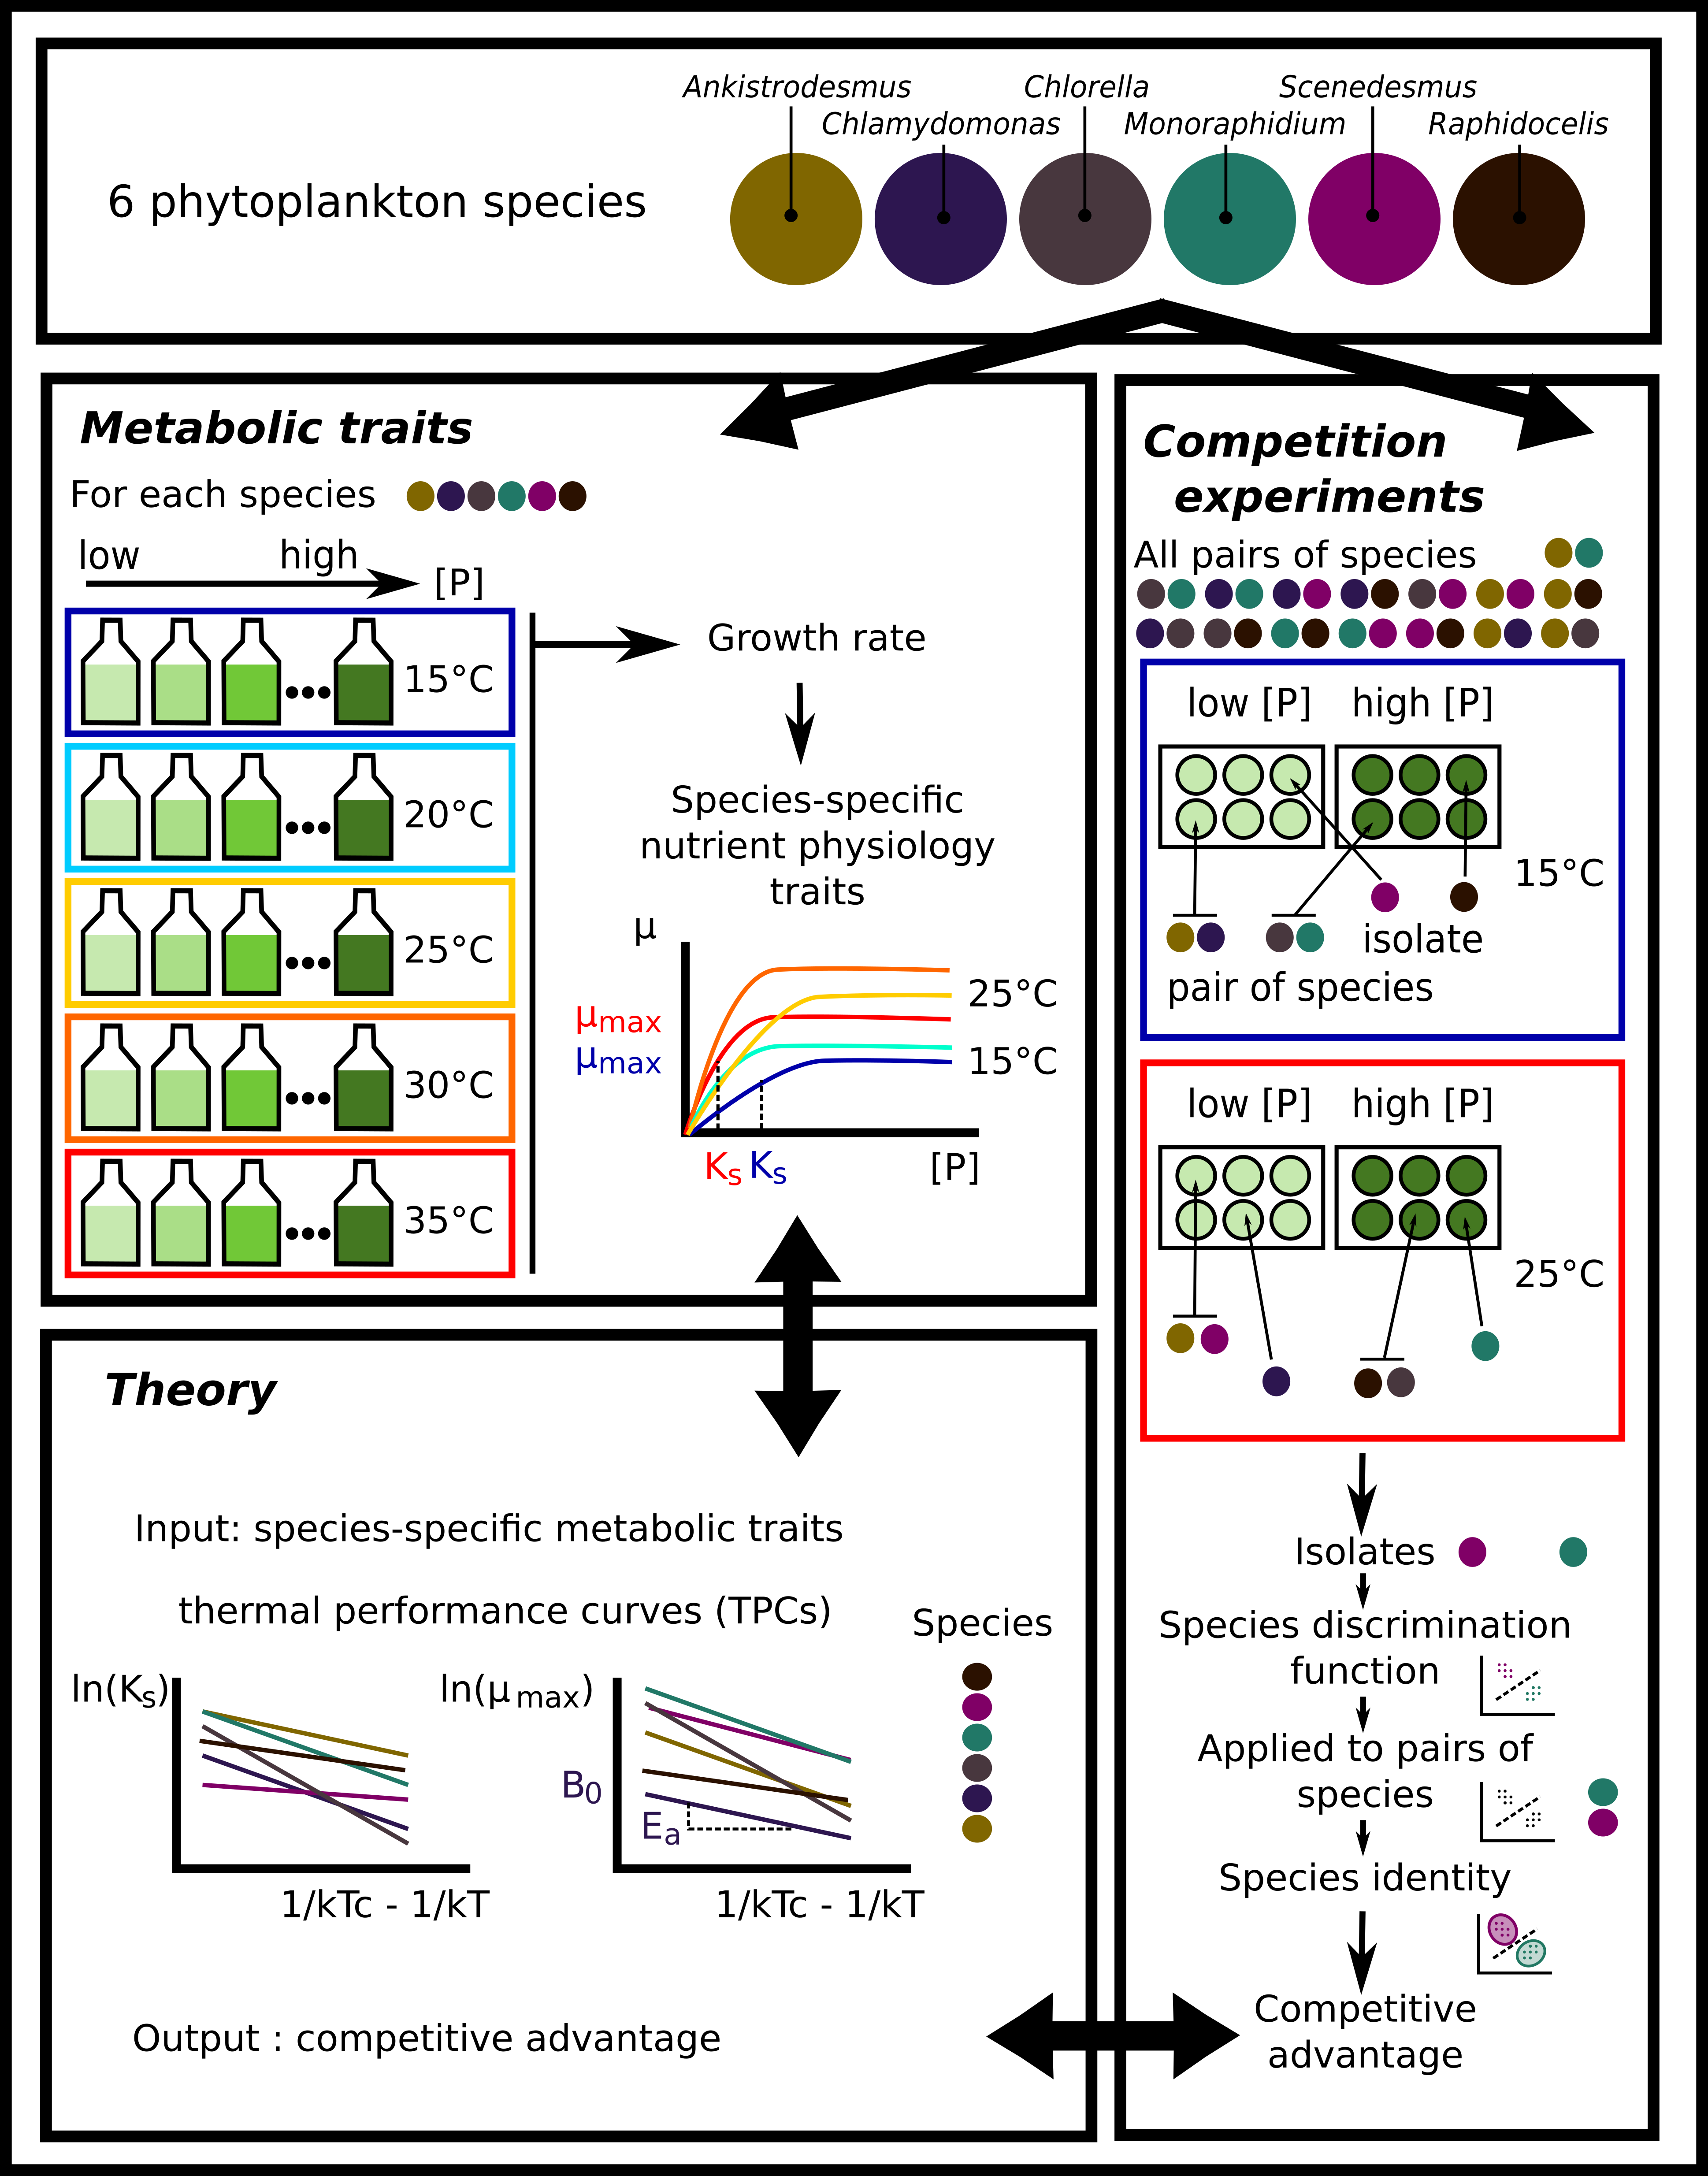 Ankistrodesmus
Chlorella
Scenedesmus
Chlamydomonas
Monoraphidium
Raphidocelis
6 phytoplankton species
Metabolic traits
For each species
low
high
[P]
15°C
20°C
25°C
30°C
35°C
Growth rate
Species-specific
nutrient physiology
traits
μ
μmax
μmax
25°C
15°C
Ks
Ks
[P]
Theory
Input: species-specific metabolic traits
thermal performance curves (TPCs)
Species
ln(Ks)
ln(μ max)
B0
Ea
1/kTc - 1/kT
1/kTc - 1/kT
Output : competitive advantage
Competition
experiments
All pairs of species
low [P]
high [P]
15°C
isolate
pair of species
low [P]
high [P]
25°C
Isolates
Species discrimination
function
Applied to pairs of
species
Species identity
Competitive
advantage